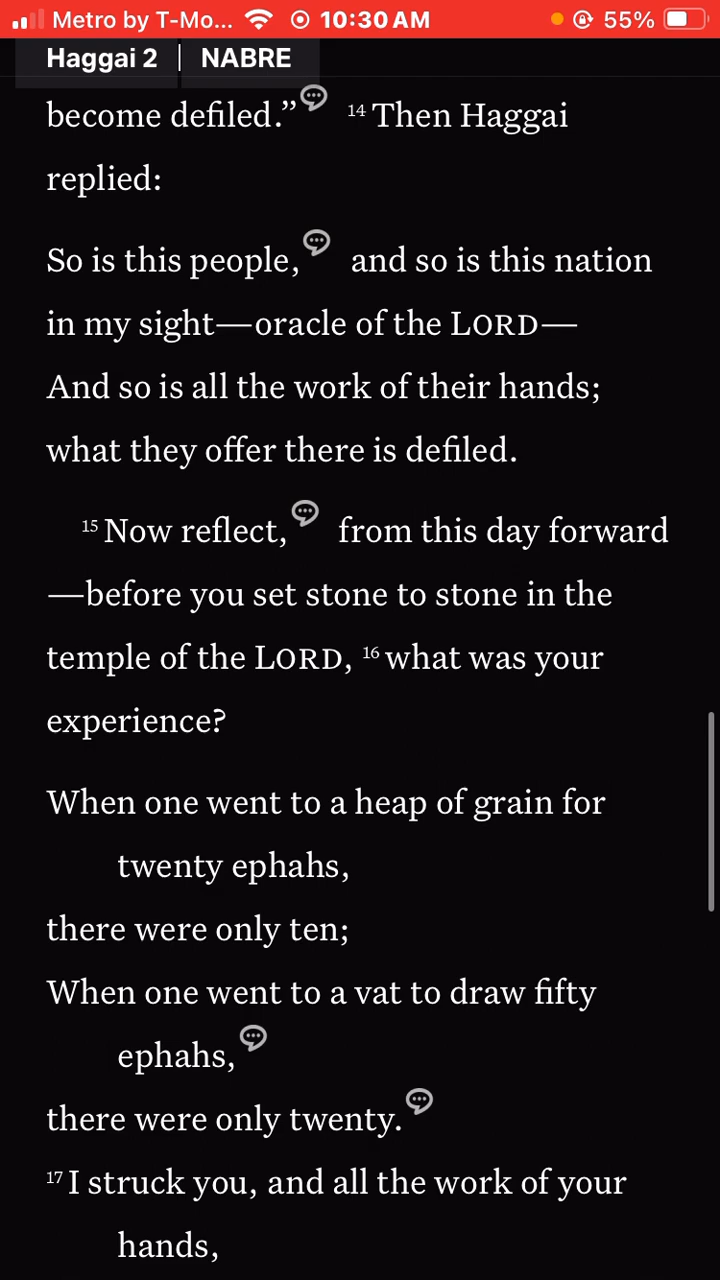 Metro by T-Mo... 10:30 AM 55%
Haggai 2 | NABRE
become defiled.” 14 Then Haggai
replied:
So is this people, and so is this nation
in my sight—oracle of the LORD—
And so is all the work of their hands;
what they offer there is defiled.
15 Now reflect, from this day forward
—before you set stone to stone in the
temple of the LORD, 16 what was your
experience?
When one went to a heap of grain for
twenty ephahs,
there were only ten;
When one went to a vat to draw fifty
ephahs,
there were only twenty.
17 I struck you, and all the work of your
hands,